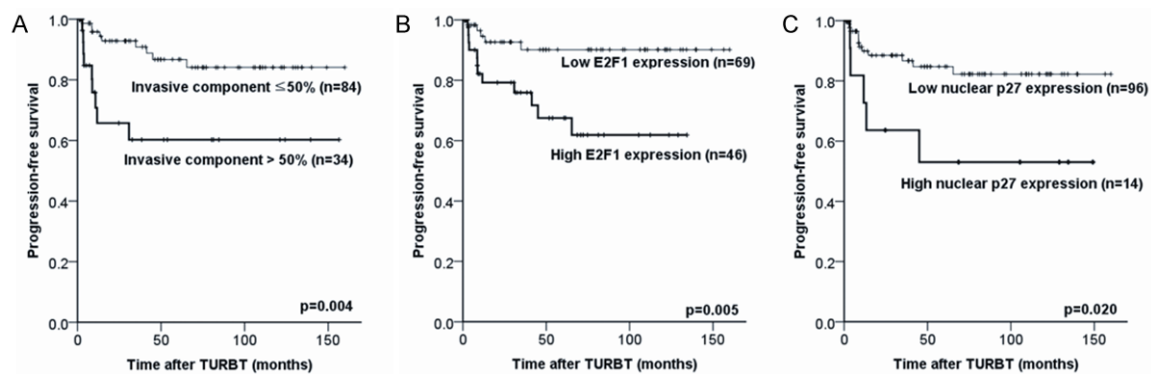 A
Progression-free survival
1.0
0.8
0.6
0.4
0.2
0.0
Invasive component ≤50% (n=84)
Invasive component > 50% (n=34)
p=0.004
0 50 100 150
Time after TURBT (months)
B
Progression-free survival
1.0
0.8
0.6
0.4
0.2
0.0
Low E2F1 expression (n=69)
High E2F1 expression (n=46)
p=0.005
0 50 100 150
Time after TURBT (months)
C
Progression-free survival
1.0
0.8
0.6
0.4
0.2
0.0
Low nuclear p27 expression (n=96)
High nuclear p27 expression (n=14)
p=0.020
0 50 100 150
Time after TURBT (months)